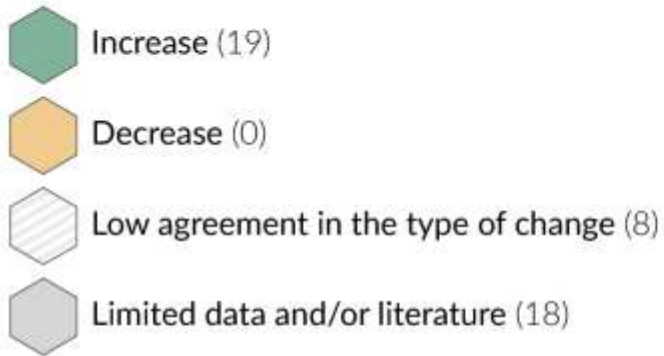 Increase (19)
Decrease (0)
Low agreement in the type of change (8)
Limited data and/or literature (18)